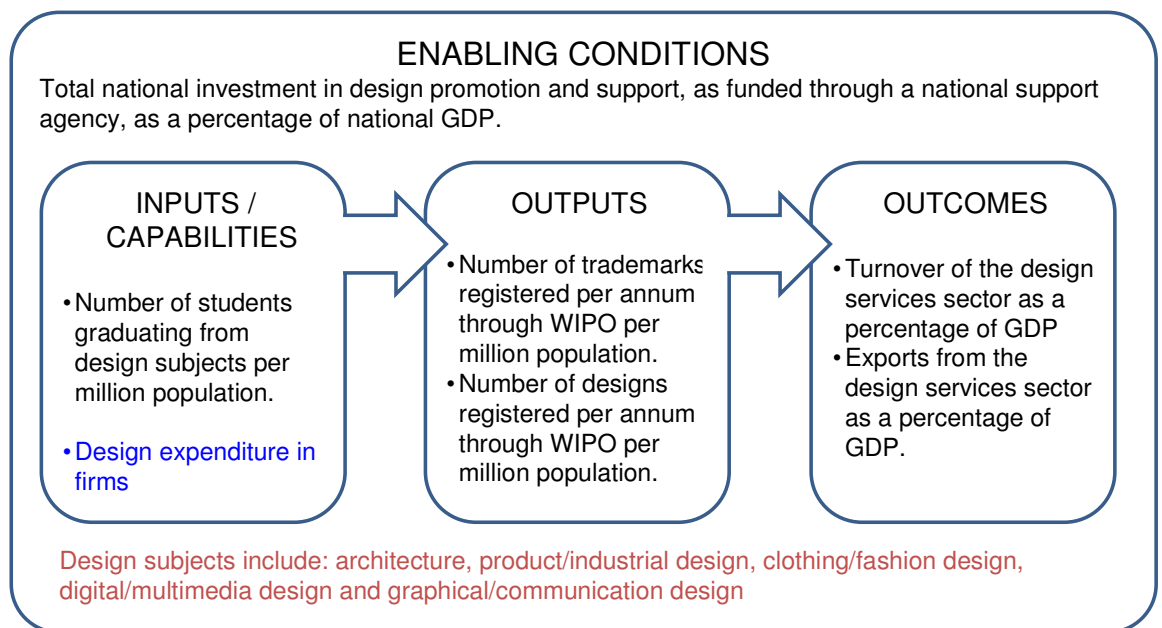 ENABLING CONDITIONS
Total national investment in design promotion and support, as funded through a national support
agency, as a percentage of national GDP.
INPUTS /
CAPABILITIES
•Number of students
graduating from
design subjects per
million population.
•Design expenditure in
firms
OUTPUTS
•Number of trademarks
registered per annum
through WIPO per
million population.
•Number of designs
registered per annum
through WIPO per
million population.
OUTCOMES
•Turnover of the design
services sector as a
percentage of GDP
•Exports from the
design services sector
as a percentage of
GDP.
Design subjects include: architecture, product/industrial design, clothing/fashion design,
digital/multimedia design and graphical/communication design